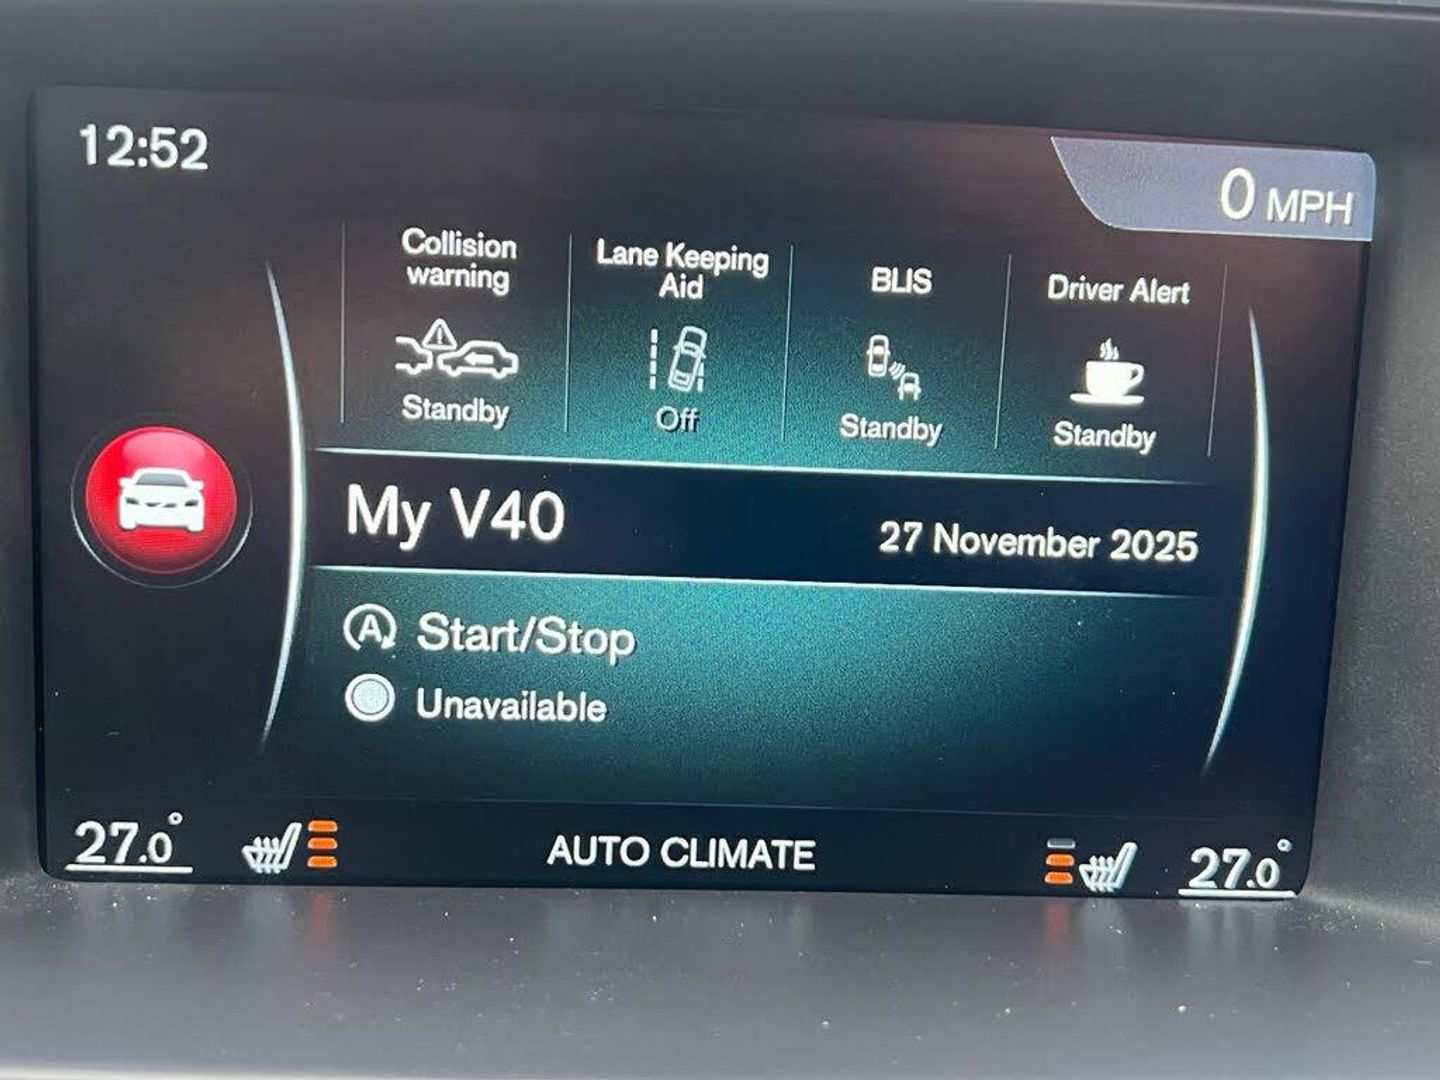 12:52
0 MPH
Collision
warning
Standby
Lane Keeping
Aid
Off
BLIS
Standby
Driver Alert
Standby
My V40
27 November 2025
A Start/Stop
Unavailable
27.0°
AUTO CLIMATE
27.0°